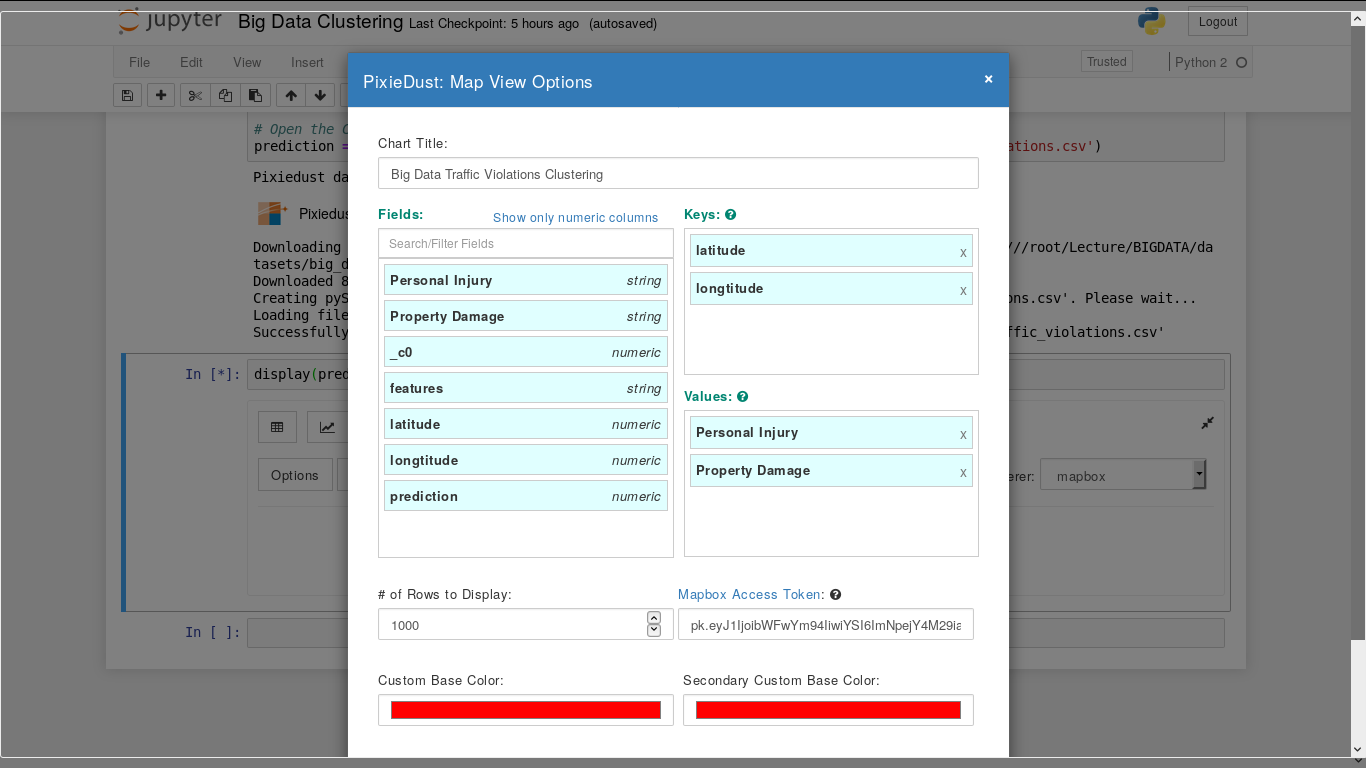 jupyter Big Data Clustering Last Checkpoint: 5 hours ago (autosaved)
Logout
File Edit View Insert
Trusted
Python 2
PixieDust: Map View Options
×
# Open the
prediction
ations.csv')
Pixiedust
Pixiedus
Downloading
///root/Lecture/BIGDATA/da
tasets/big_d
Downloaded 8
Creating pyS
ons.csv'. Please wait...
Loading file
Successfully
ffic_violations.csv'
In [*]:
display(pred
Options
erer:
mapbox
In [ ]:
Chart Title:
Big Data Traffic Violations Clustering
Fields:
Show only numeric columns
Search/Filter Fields
Personal Injury string
Property Damage string
_c0 numeric
features string
latitude numeric
longtitude numeric
prediction numeric
Keys:
latitude x
longtitude x
Values:
Personal Injury x
Property Damage x
# of Rows to Display:
1000
Mapbox Access Token:
pk.eyJ1IjoibWFwYm94IiwiYSI6ImNpejY4M29ia
Custom Base Color:
Secondary Custom Base Color: